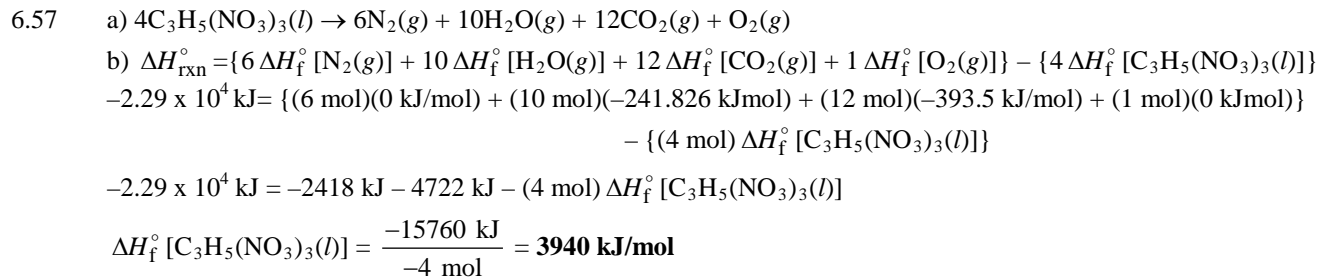 6.57 a) 4C₃H₅(NO₃)₃(l) → 6N₂(g) + 10H₂O(g) + 12CO₂(g) + O₂(g)
b) ΔH°rxn ={6 ΔH°f [N₂(g)] + 10 ΔH°f [H₂O(g)] + 12 ΔH°f [CO₂(g)] + 1 ΔH°f [O₂(g)]} – {4 ΔH°f [C₃H₅(NO₃)₃(l)]}
–2.29 x 10⁴ kJ= {(6 mol)(0 kJ/mol) + (10 mol)(–241.826 kJmol) + (12 mol)(–393.5 kJ/mol) + (1 mol)(0 kJmol)}
– {(4 mol) ΔH°f [C₃H₅(NO₃)₃(l)]}
–2.29 x 10⁴ kJ = –2418 kJ – 4722 kJ – (4 mol) ΔH°f [C₃H₅(NO₃)₃(l)]
ΔH°f [C₃H₅(NO₃)₃(l)] = –15760 kJ / –4 mol = 3940 kJ/mol